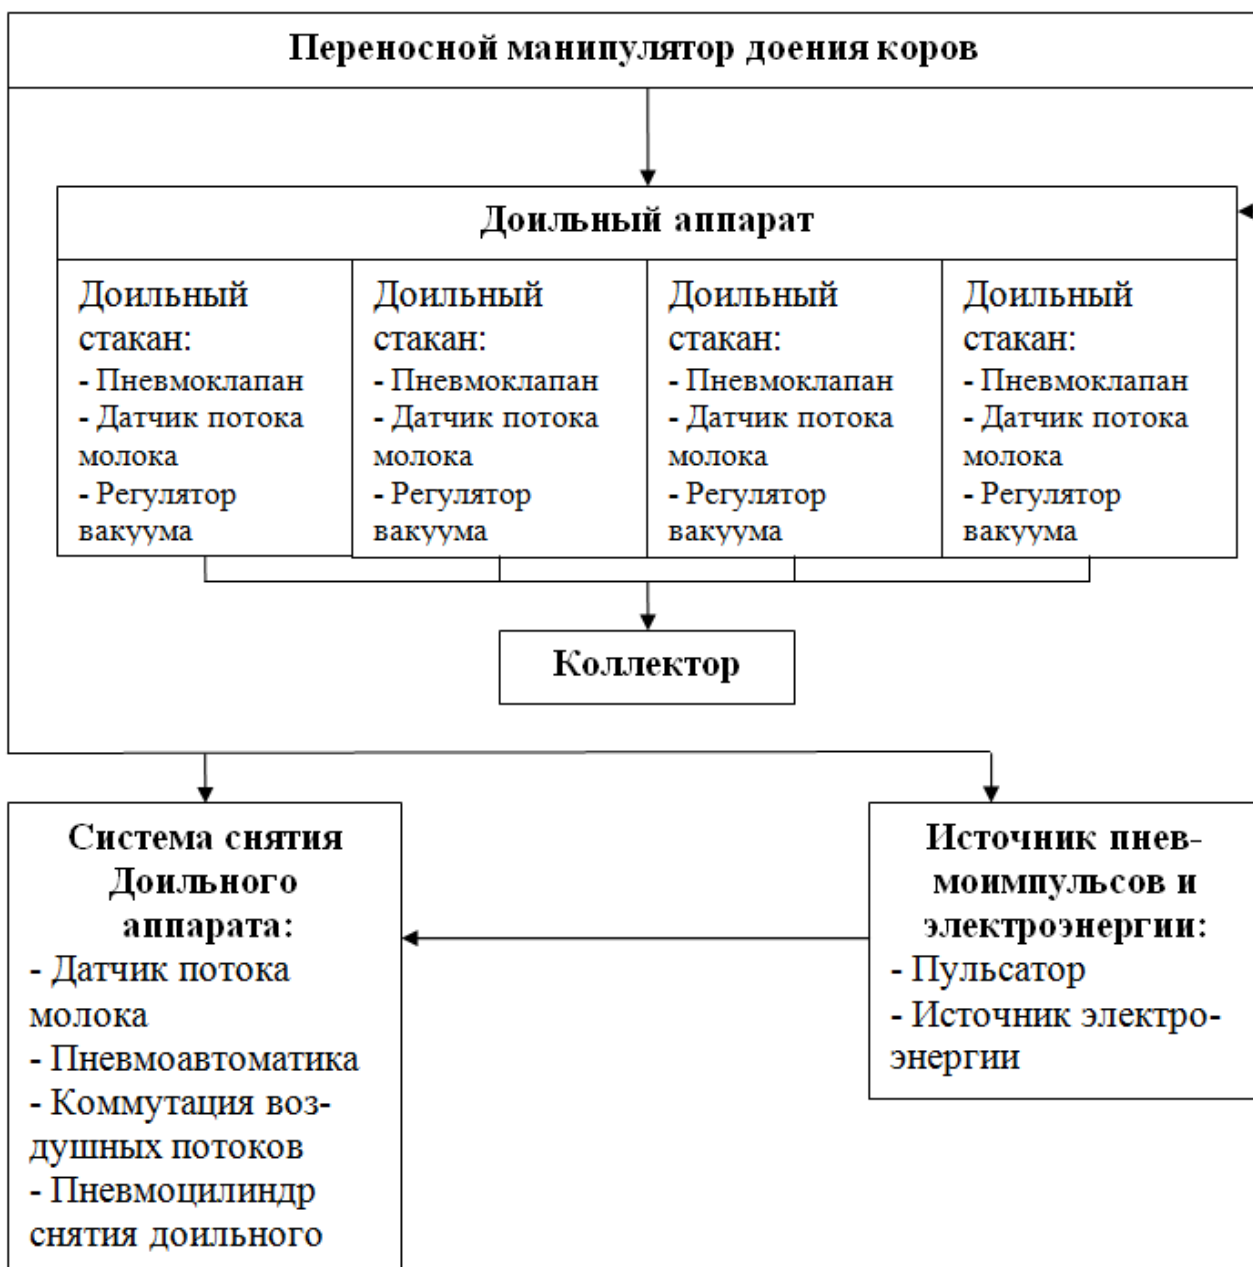 Переносной манипулятор доения коров
Доильный аппарат
Доильный
стакан:
- Пневмоклапан
- Датчик потока
молока
- Регулятор
вакуума
Доильный
стакан:
- Пневмоклапан
- Датчик потока
молока
- Регулятор
вакуума
Доильный
стакан:
- Пневмоклапан
- Датчик потока
молока
- Регулятор
вакуума
Доильный
стакан:
- Пневмоклапан
- Датчик потока
молока
- Регулятор
вакуума
Коллектор
Система снятия
Доильного
аппарата:
- Датчик потока
молока
- Пневмоавтоматика
- Коммутация воз-
душных потоков
- Пневмоцилиндр
снятия доильного
Источник пнев-
моимпульсов и
электроэнергии:
- Пульсатор
- Источник электро-
энергии